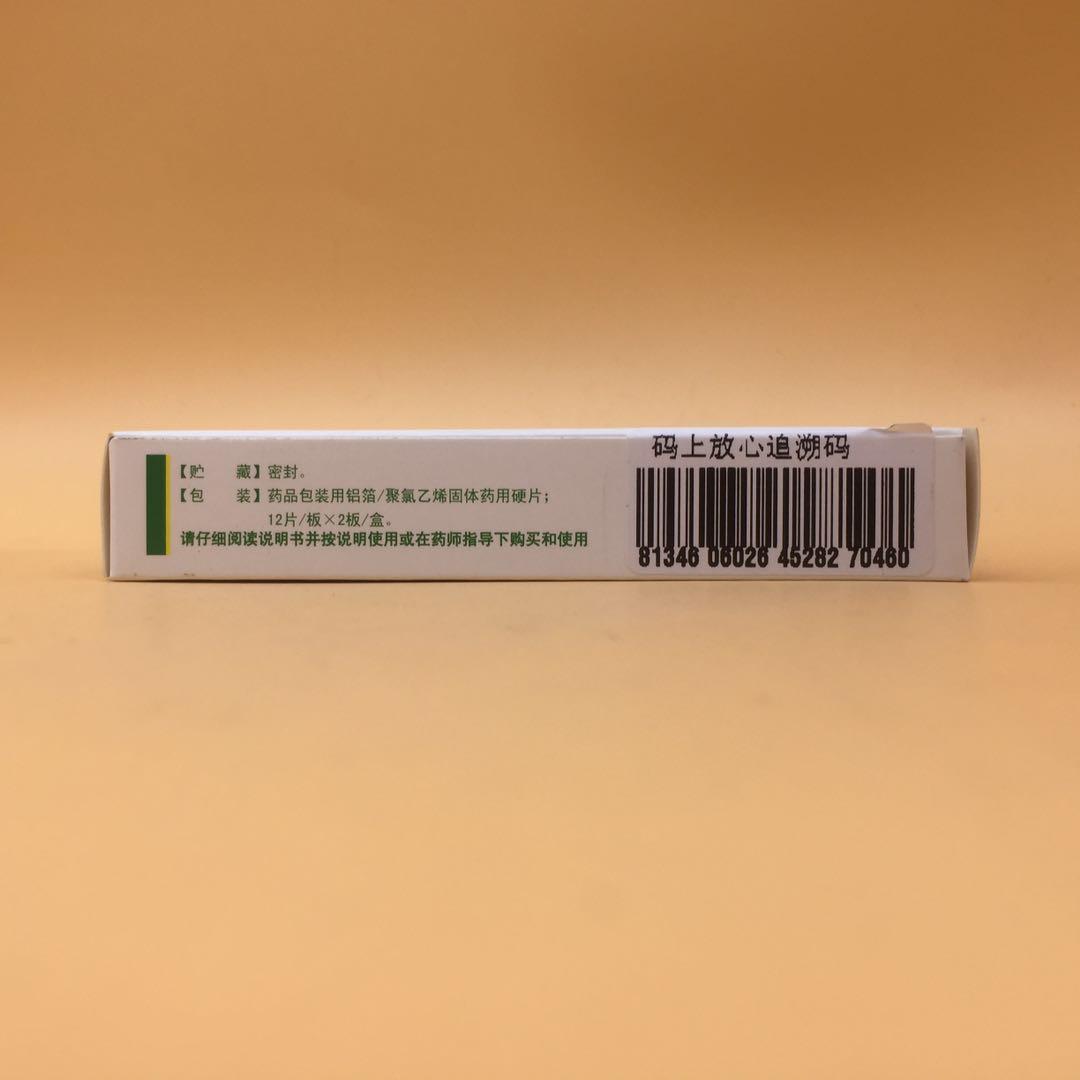 【贮　　藏】密封。
【包　　装】药品包装用铝箔/聚氯乙烯固体药用硬片；
12片/板×2板/盒。
请仔细阅读说明书并按说明使用或在药师指导下购买和使用
码上放心追溯码
81346 06026 45282 70460